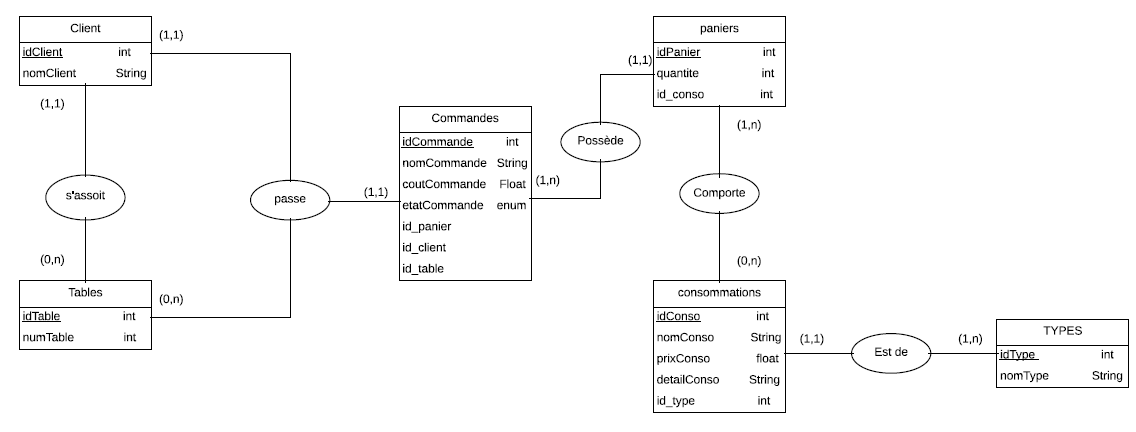 Client
idClient int
nomClient String
(1,1)
(1,1)
s'assoit
(0,n)
Tables
idTable int
numTable int
(0,n)
passe
(1,1)
Commandes
idCommande int
nomCommande String
coutCommande Float
etatCommande enum
id_panier
id_client
id_table
(1,n)
Possède
(1,1)
paniers
idPanier int
quantite int
id_conso int
(1,n)
Comporte
(0,n)
consommations
idConso int
nomConso String
prixConso float
detailConso String
id_type int
(1,1)
Est de
(1,n)
TYPES
idType int
nomType String